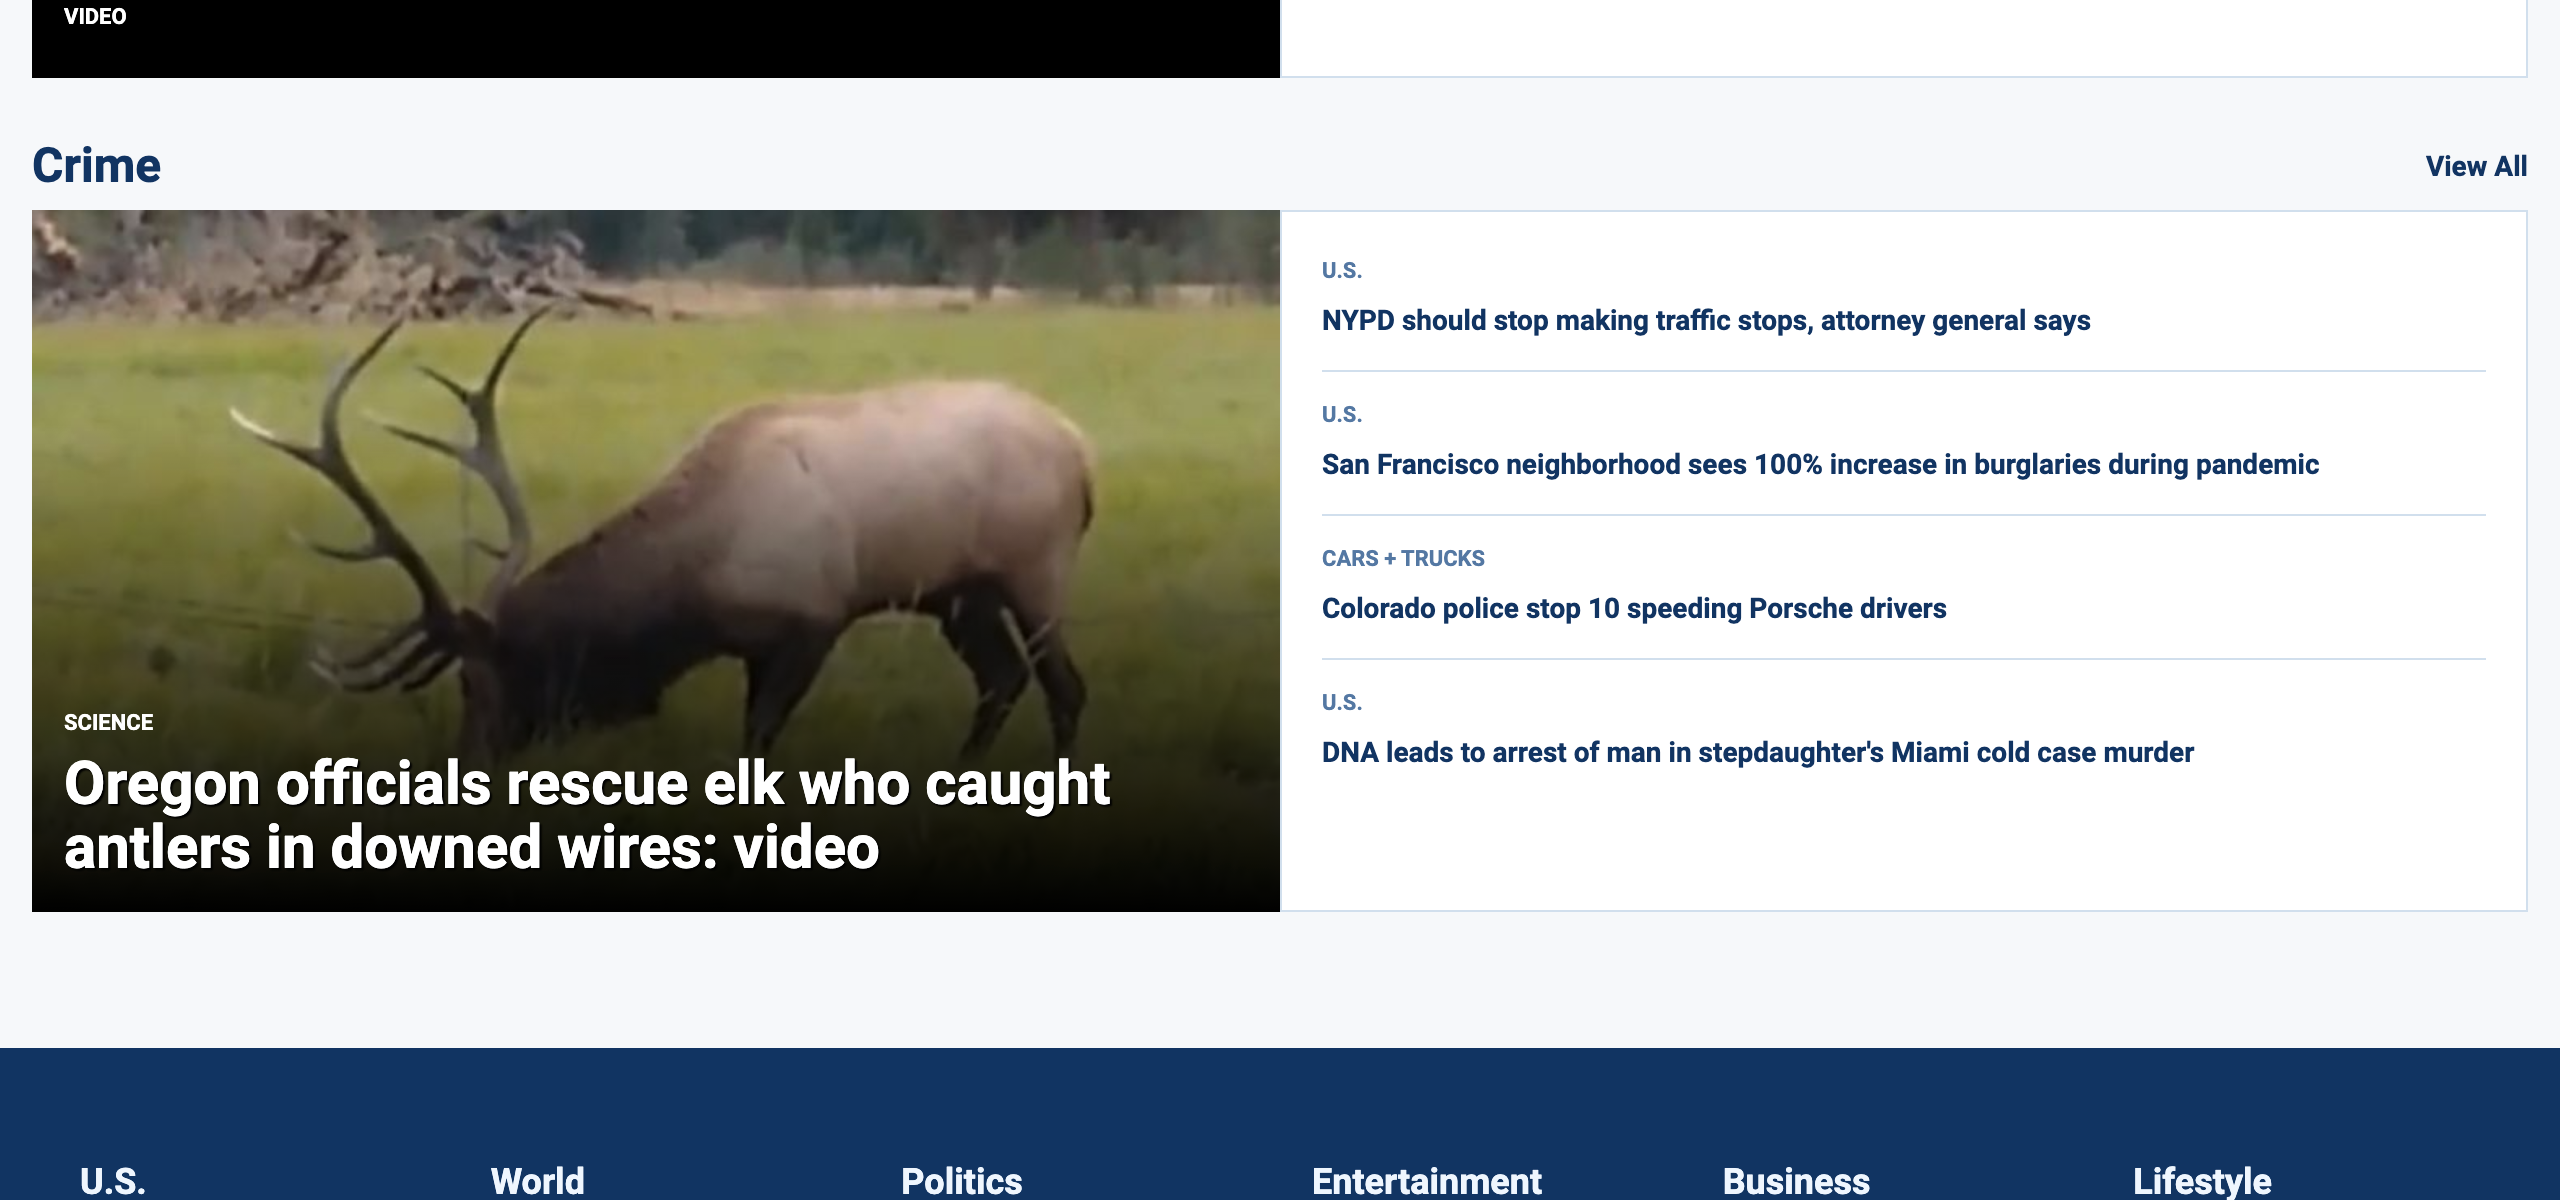 VIDEO
Crime
View All
SCIENCE
Oregon officials rescue elk who caught
antlers in downed wires: video
U.S.
NYPD should stop making traffic stops, attorney general says
U.S.
San Francisco neighborhood sees 100% increase in burglaries during pandemic
CARS + TRUCKS
Colorado police stop 10 speeding Porsche drivers
U.S.
DNA leads to arrest of man in stepdaughter's Miami cold case murder
U.S.
World
Politics
Entertainment
Business
Lifestyle